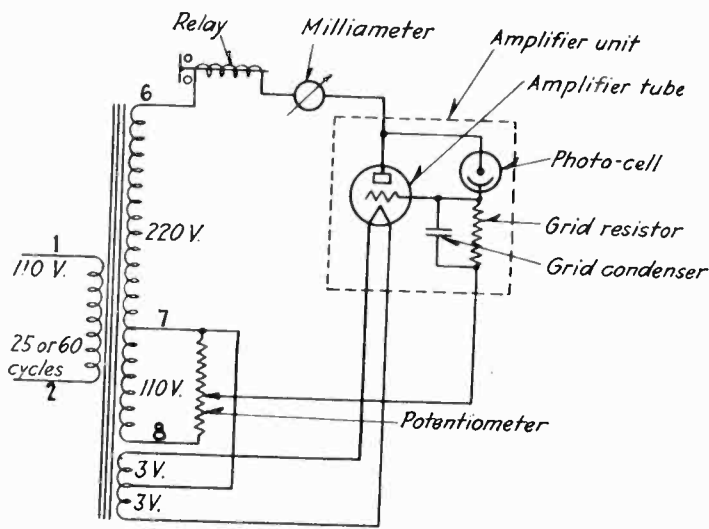 Relay
Milliameter
Amplifier unit
Amplifier tube
6
Photo-cell
220 V.
Grid resistor
Grid condenser
1
110 V.
7
25 or 60
cycles
2
110 V.
Potentiometer
8
3 V.
3 V.